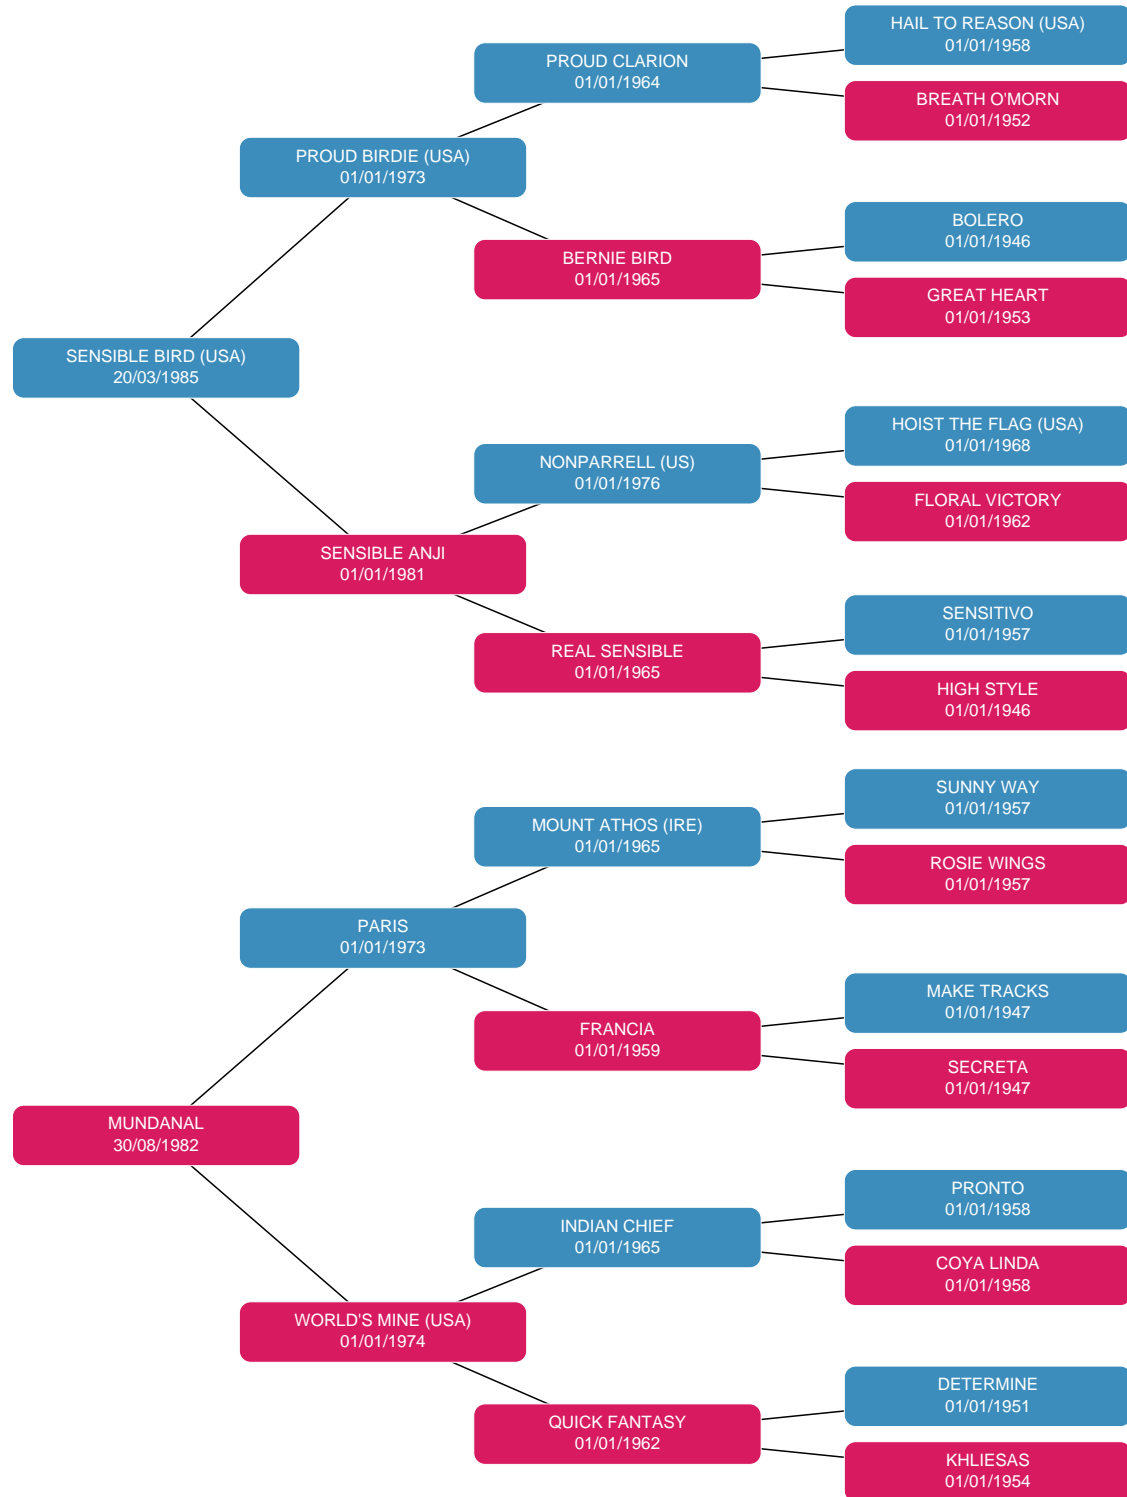 HAIL TO REASON (USA)
01/01/1958
PROUD CLARION
01/01/1964
BREATH O'MORN
01/01/1952
PROUD BIRDIE (USA)
01/01/1973
BOLERO
01/01/1946
BERNIE BIRD
01/01/1965
GREAT HEART
01/01/1953
SENSIBLE BIRD (USA)
20/03/1985
HOIST THE FLAG (USA)
01/01/1968
NONPARRELL (US)
01/01/1976
FLORAL VICTORY
01/01/1962
SENSIBLE ANJI
01/01/1981
SENSITIVO
01/01/1957
REAL SENSIBLE
01/01/1965
HIGH STYLE
01/01/1946
SUNNY WAY
01/01/1957
MOUNT ATHOS (IRE)
01/01/1965
ROSIE WINGS
01/01/1957
PARIS
01/01/1973
MAKE TRACKS
01/01/1947
FRANCIA
01/01/1959
SECRETA
01/01/1947
MUNDANAL
30/08/1982
PRONTO
01/01/1958
INDIAN CHIEF
01/01/1965
COYA LINDA
01/01/1958
WORLD'S MINE (USA)
01/01/1974
DETERMINE
01/01/1951
QUICK FANTASY
01/01/1962
KHLIESAS
01/01/1954